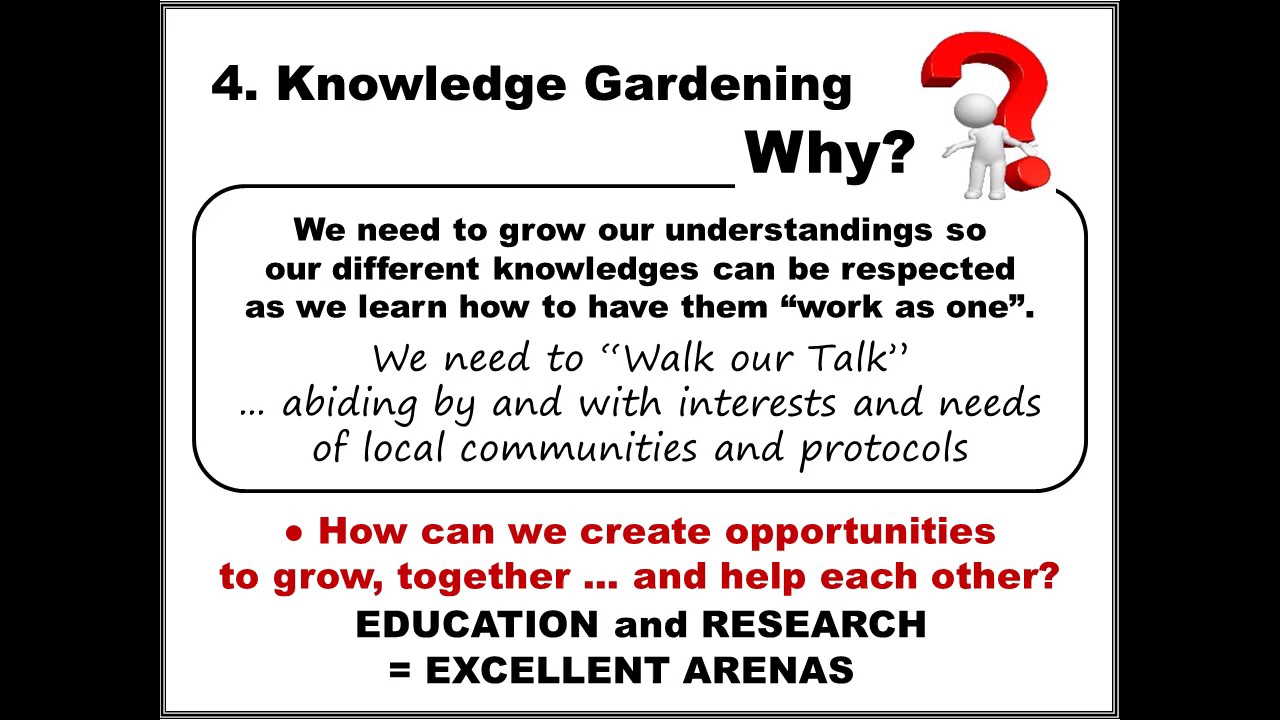 4. Knowledge Gardening
Why?
We need to grow our understandings so
our different knowledges can be respected
as we learn how to have them “work as one”.
We need to “Walk our Talk”
... abiding by and with interests and needs
of local communities and protocols
● How can we create opportunities
to grow, together ... and help each other?
EDUCATION and RESEARCH
= EXCELLENT ARENAS